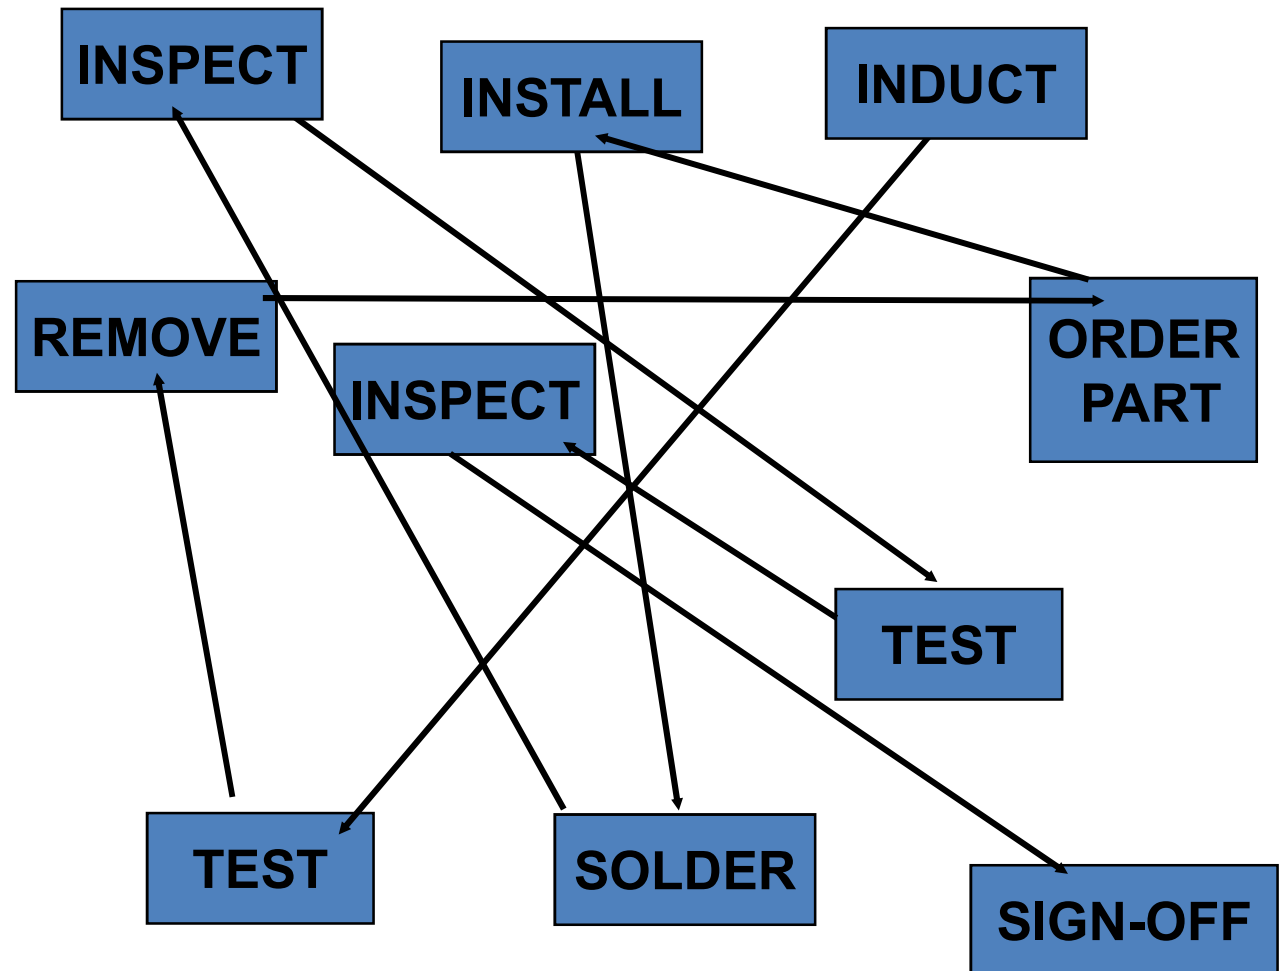 INSPECT
INSTALL
INDUCT
REMOVE
INSPECT
ORDER
PART
TEST
TEST
SOLDER
SIGN-OFF